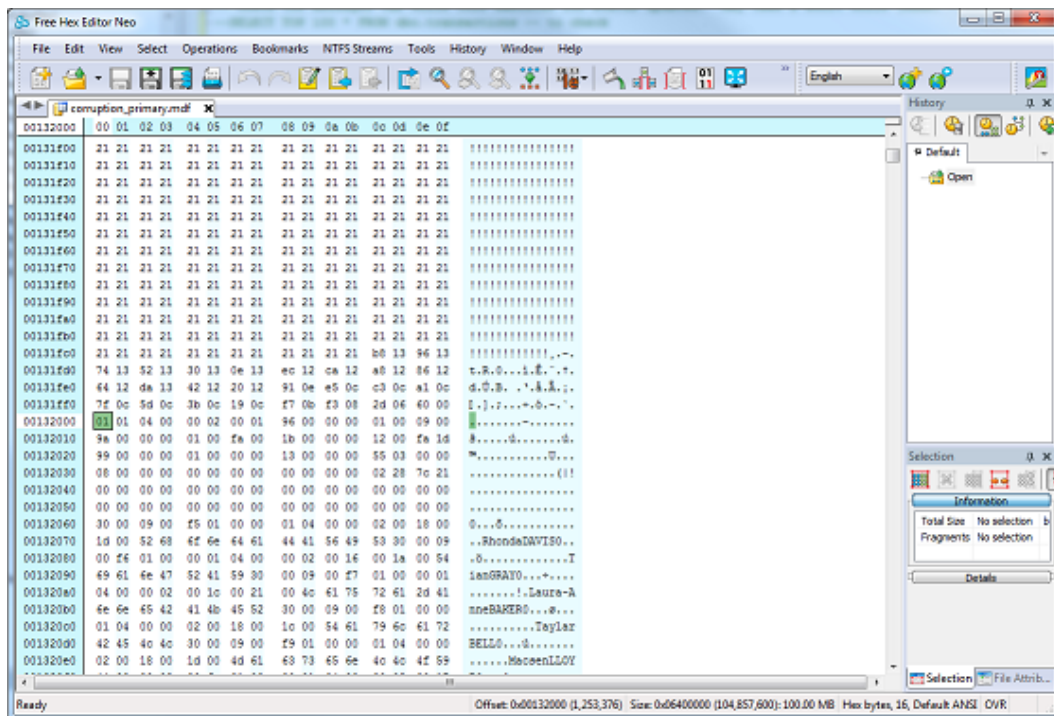 Free Hex Editor Neo
File Edit View Select Operations Bookmarks NTFS Streams Tools History Window Help
English
corruption_primary.mdf
History
00132000 00 01 02 03 04 05 06 07 08 09 0a 0b 0c 0d 0e 0f
Default
Open
00131f00 21 21 21 21 21 21 21 21 21 21 21 21 21 21 21 21 !!!!!!!!!!!!!!!!
00131f10 21 21 21 21 21 21 21 21 21 21 21 21 21 21 21 21 !!!!!!!!!!!!!!!!
00131f20 21 21 21 21 21 21 21 21 21 21 21 21 21 21 21 21 !!!!!!!!!!!!!!!!
00131f30 21 21 21 21 21 21 21 21 21 21 21 21 21 21 21 21 !!!!!!!!!!!!!!!!
00131f40 21 21 21 21 21 21 21 21 21 21 21 21 21 21 21 21 !!!!!!!!!!!!!!!!
00131f50 21 21 21 21 21 21 21 21 21 21 21 21 21 21 21 21 !!!!!!!!!!!!!!!!
00131f60 21 21 21 21 21 21 21 21 21 21 21 21 21 21 21 21 !!!!!!!!!!!!!!!!
00131f70 21 21 21 21 21 21 21 21 21 21 21 21 21 21 21 21 !!!!!!!!!!!!!!!!
00131f80 21 21 21 21 21 21 21 21 21 21 21 21 21 21 21 21 !!!!!!!!!!!!!!!!
00131f90 21 21 21 21 21 21 21 21 21 21 21 21 21 21 21 21 !!!!!!!!!!!!!!!!
00131fa0 21 21 21 21 21 21 21 21 21 21 21 21 21 21 21 21 !!!!!!!!!!!!!!!!
00131fb0 21 21 21 21 21 21 21 21 21 21 21 21 21 21 21 21 !!!!!!!!!!!!!!!!
00131fc0 21 21 21 21 21 21 21 21 21 21 21 21 b8 13 96 13
00131fd0 74 13 52 13 30 13 0e 13 ec 12 ca 12 a8 12 86 12
00131fe0 64 12 da 13 42 12 20 12 91 0e e5 0c c3 0c a1 0c
00131ff0 7f 0c 5d 0c 3b 0c 19 0c f7 0b f3 08 2d 06 60 00
00132000 01 01 04 00 00 02 00 01 96 00 00 00 01 00 09 00
00132010 9a 00 00 00 01 00 fa 00 1b 00 00 00 12 00 fa 1d
00132020 99 00 00 00 01 00 00 00 13 00 00 00 55 03 00 00
00132030 08 00 00 00 00 00 00 00 00 00 00 00 02 28 7c 21
00132040 00 00 00 00 00 00 00 00 00 00 00 00 00 00 00 00 ................
00132050 00 00 00 00 00 00 00 00 00 00 00 00 00 00 00 00 ................
00132060 30 00 09 00 f5 01 00 00 01 04 00 00 02 00 18 00 0...õ...........
00132070 1d 00 52 68 6f 6e 64 61 44 41 56 49 53 30 00 09 ..RhondaDAVIS0..
00132080 00 f6 01 00 00 01 04 00 00 02 00 16 00 1a 00 54 .ö.............T
00132090 69 61 6e 47 52 41 59 30 00 09 00 f7 01 00 00 01 ianGRAY0...÷....
001320a0 04 00 00 02 00 1c 00 21 00 4c 61 75 72 61 2d 41 .......!.Laura-A
001320b0 6e 6e 65 42 41 4b 45 52 30 00 09 00 f8 01 00 00 nneBAKER0...ø...
001320c0 01 04 00 00 02 00 18 00 1c 00 54 61 79 6c 61 72 ..........Taylar
001320d0 42 45 4c 4c 30 00 09 00 f9 01 00 00 01 04 00 00 BELL0...ù.......
001320e0 02 00 18 00 1d 00 4d 61 63 73 65 6e 4c 4c 4f 59 ......MacsenLLOY
Selection
Information
Total Size No selection b
Fragments No selection
Details
Selection File Attrib...
Ready Offset: 0x00132000 (1,253,376) Size: 0x06400000 (104,857,600): 100.00 MB Hex bytes, 16, Default ANSI OVR